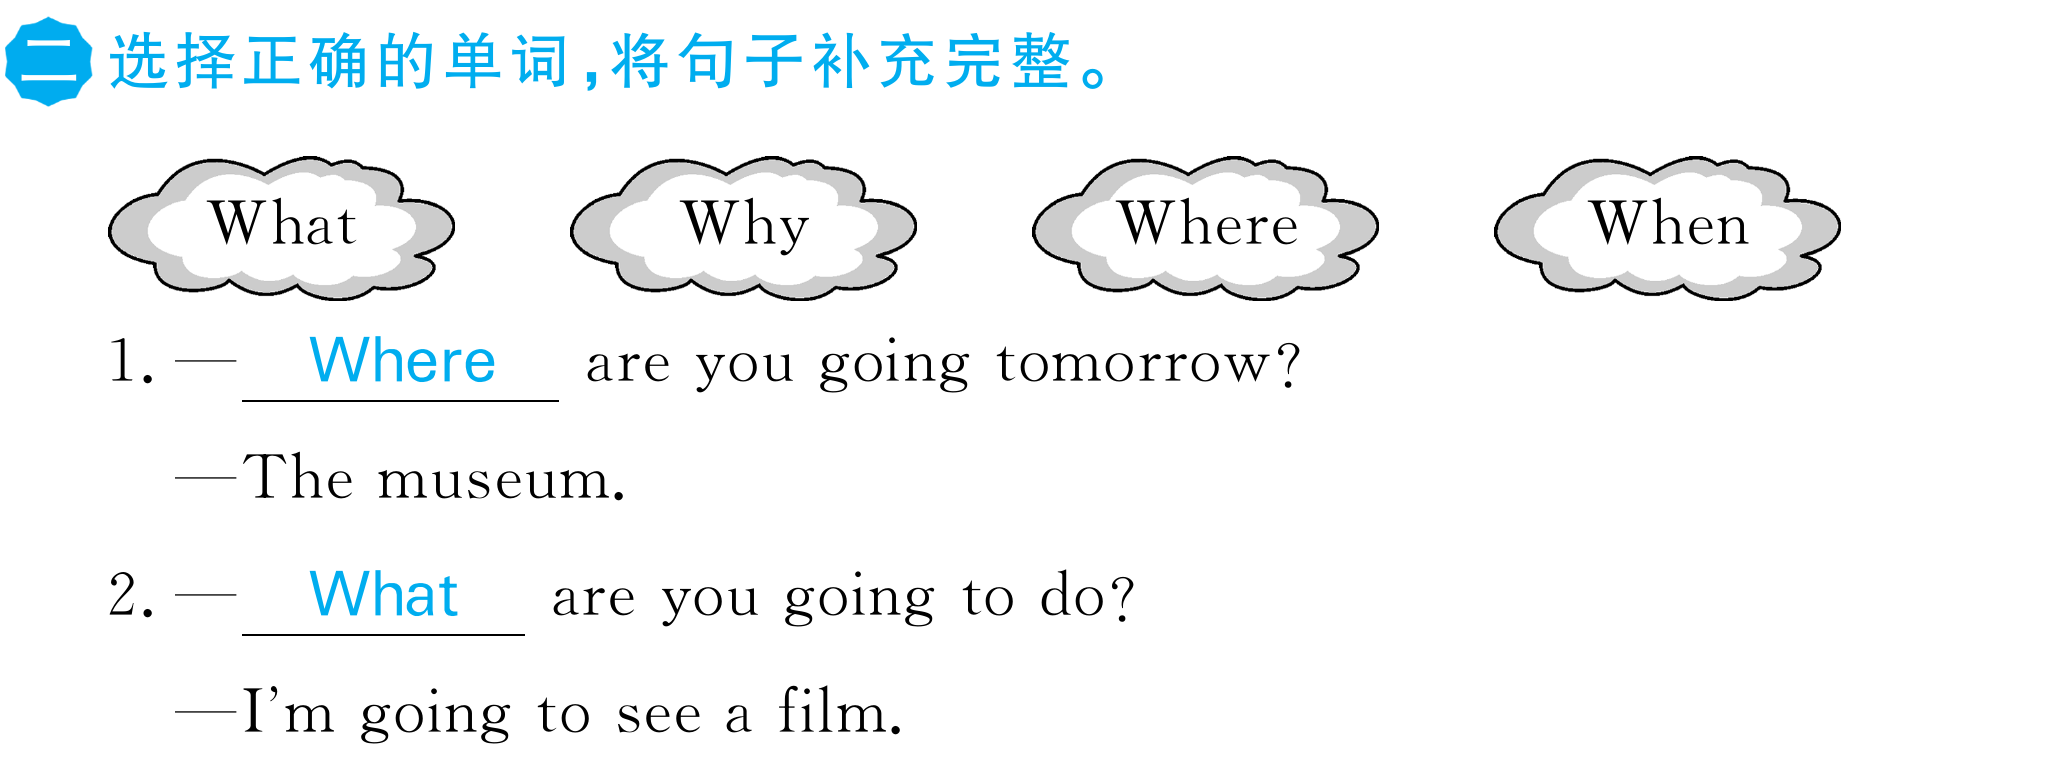 二 选择正确的单词,将句子补充完整。
What Why Where When
1. — Where are you going tomorrow?
—The museum.
2. — What are you going to do?
—I'm going to see a film.